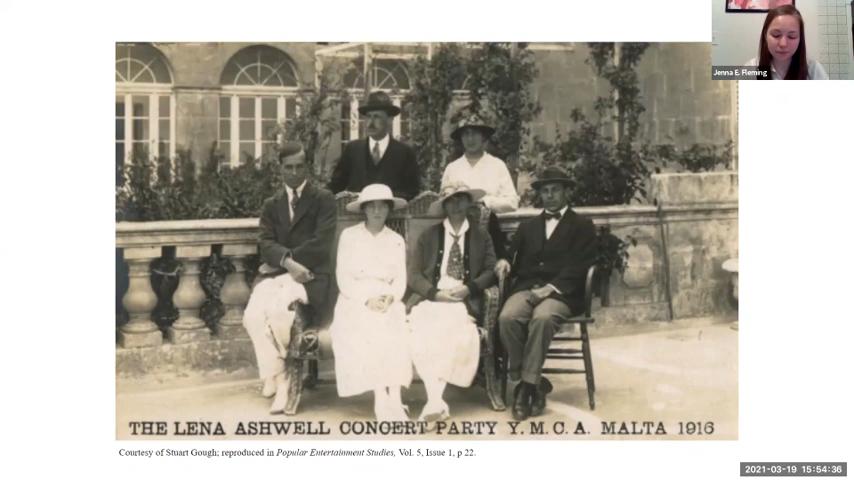 Jenna E Fleming
THE LENA ASHWELL CONCERT PARTY Y. M. C. A. MALTA 1916
Courtesy of Stuart Gough; reproduced in Popular Entertainment Studies, Vol. 5, Issue 1, p 22.
2021-03-19 15:54:36